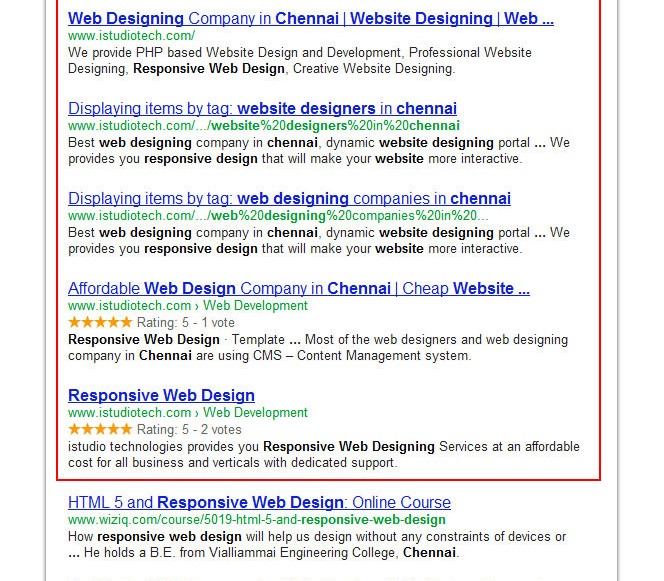 Web Designing Company in Chennai | Website Designing | Web ...
www.istudiotech.com/
We provide PHP based Website Design and Development, Professional Website
Designing, Responsive Web Design, Creative Website Designing.
Displaying items by tag: website designers in chennai
www.istudiotech.com/.../website%20designers%20in%20chennai
Best web designing company in chennai, dynamic website designing portal ... We
provides you responsive design that will make your website more interactive.
Displaying items by tag: web designing companies in chennai
www.istudiotech.com/.../web%20designing%20companies%20in%20...
Best web designing company in chennai, dynamic website designing portal ... We
provides you responsive design that will make your website more interactive.
Affordable Web Design Company in Chennai | Cheap Website ...
www.istudiotech.com › Web Development
★★★★★ Rating: 5 - 1 vote
Responsive Web Design · Template ... Most of the web designers and web designing
company in Chennai are using CMS – Content Management system.
Responsive Web Design
www.istudiotech.com › Web Development
★★★★★ Rating: 5 - 2 votes
istudio technologies provides you Responsive Web Designing Services at an affordable
cost for all business and verticals with dedicated support.
HTML 5 and Responsive Web Design: Online Course
www.wiziq.com/course/5019-html-5-and-responsive-web-design
How responsive web design will help us design without any constraints of devices or
... He holds a B.E. from Vialliammai Engineering College, Chennai.